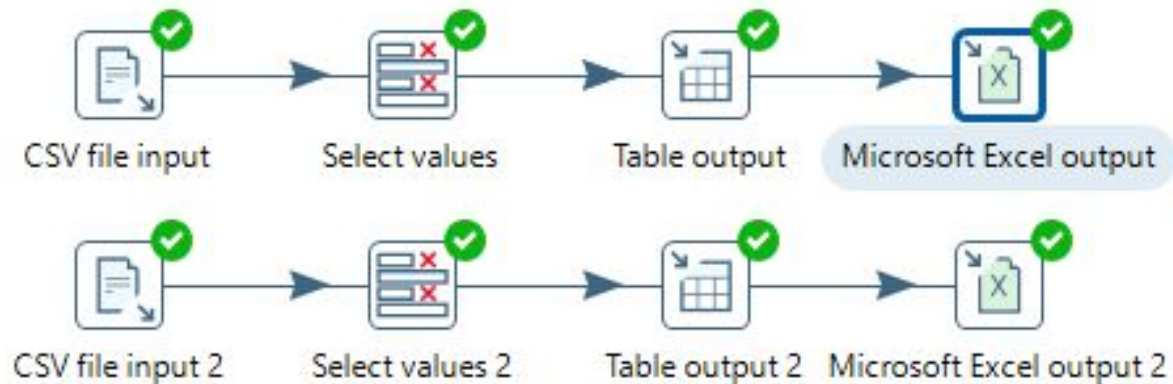 CSV file input
Select values
Table output
Microsoft Excel output
CSV file input 2
Select values 2
Table output 2
Microsoft Excel output 2